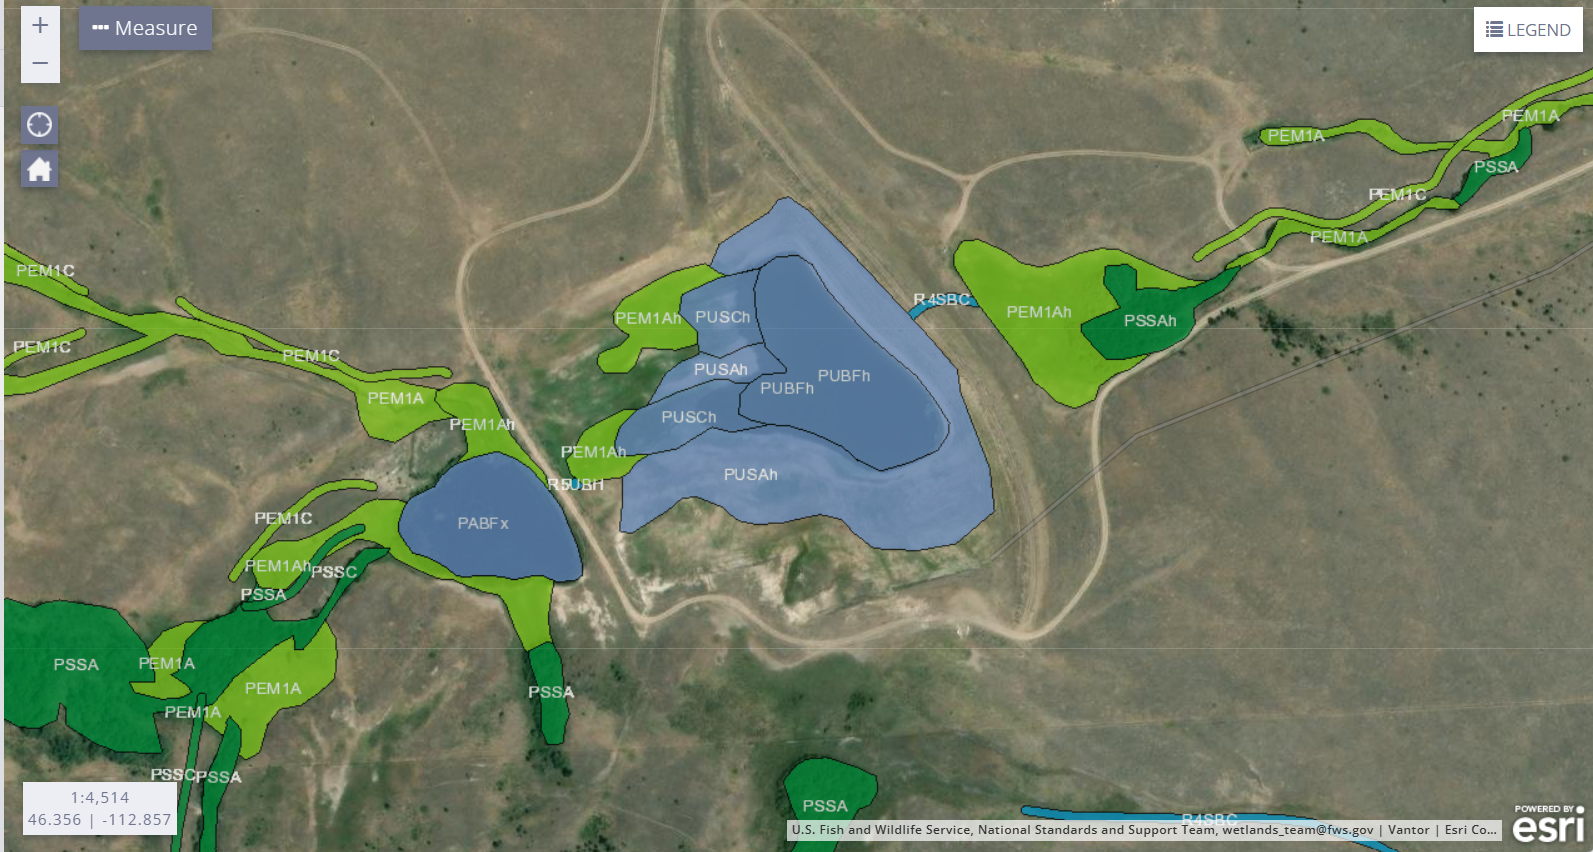 +
Measure
LEGEND
−
PEM1A
PEM1A
PSSA
PEM1C
PEM1A
PEM1C
R4SBC
PEM1Ah
PUSCh
PEM1Ah
PSSAh
PEM1C
PEM1C
PUSAh
PUBFh
PUBFh
PEM1A
PUSCh
PEM1Ah
PEM1Ah
PUSAh
R5UBH
PEM1C
PABFx
PEM1Ah
PSSC
PSSA
PSSA
PEM1A
PEM1A
PSSA
PEM1A
PSSC
PSSA
1:4,514
46.356 | -112.857
PSSA
R4SBC
U.S. Fish and Wildlife Service, National Standards and Support Team, wetlands_team@fws.gov | Vantor | Esri Co...
POWERED BY
esri